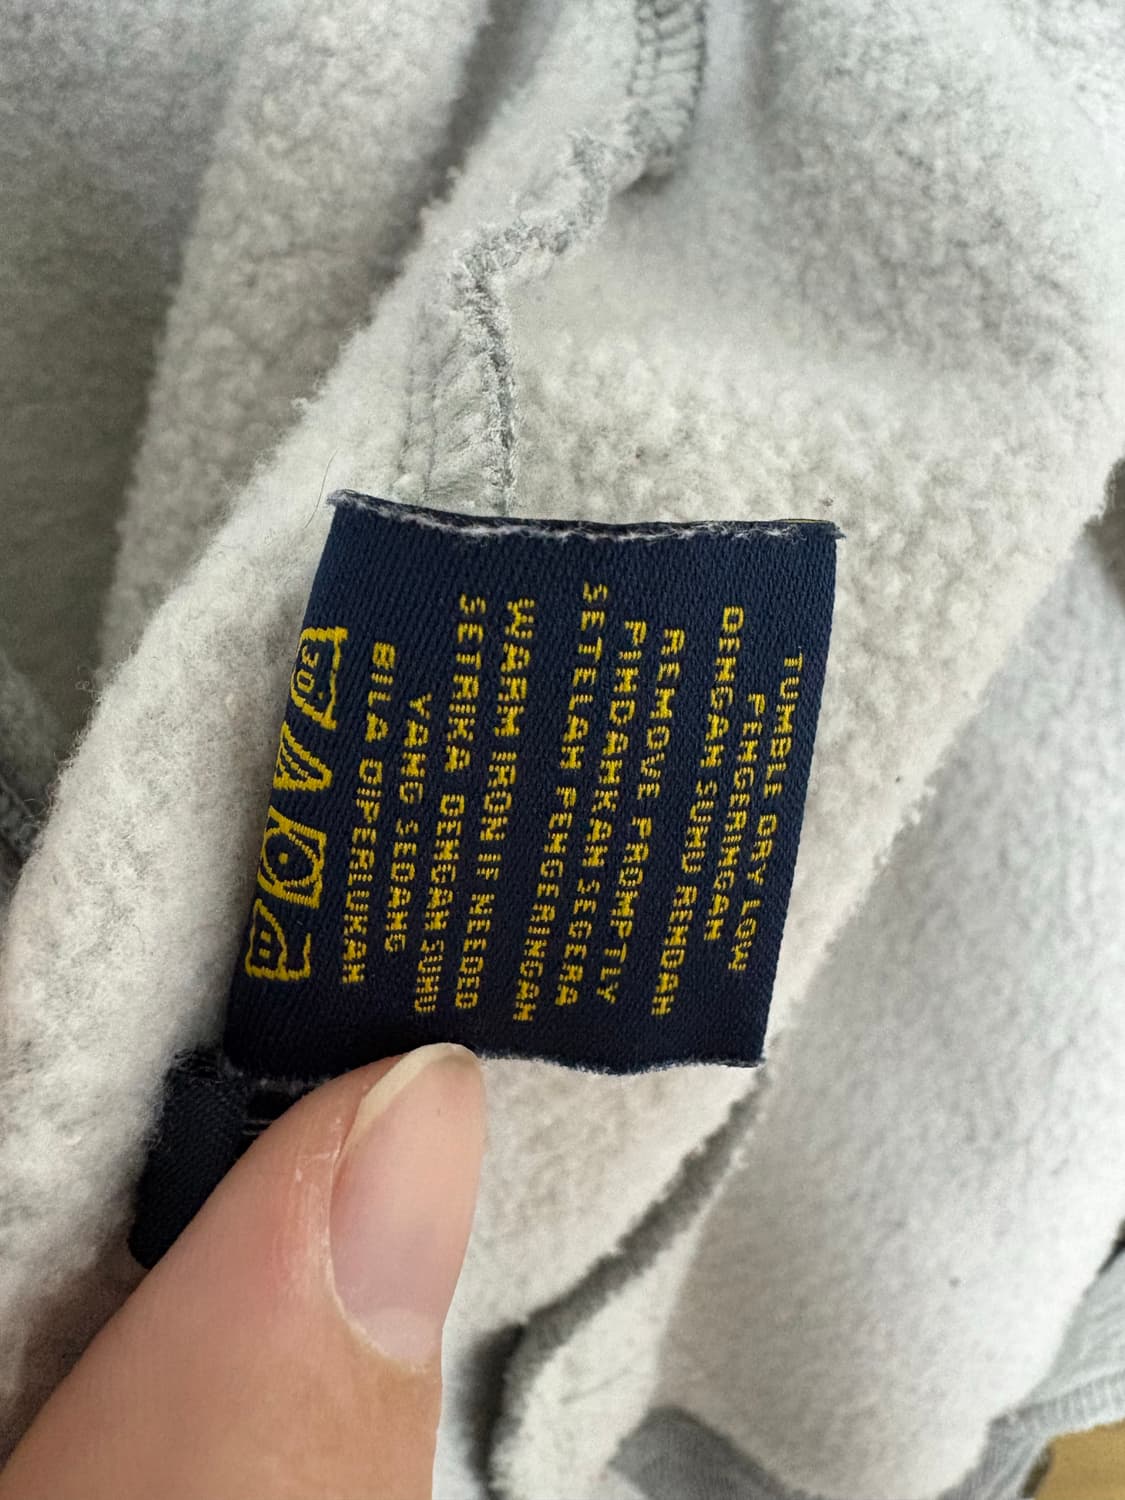 TUMBLE DRY LOW
PENGERINGAN
DENGAN SUHU RENDAH
REMOVE PROMPTLY
PINDAHKAN SEGERA
SETELAH PENGERINGAN
WARM IRON IF NEEDED
SETRIKA DENGAN SUHU
YANG SEDANG
BILA DIPERLUKAN
30